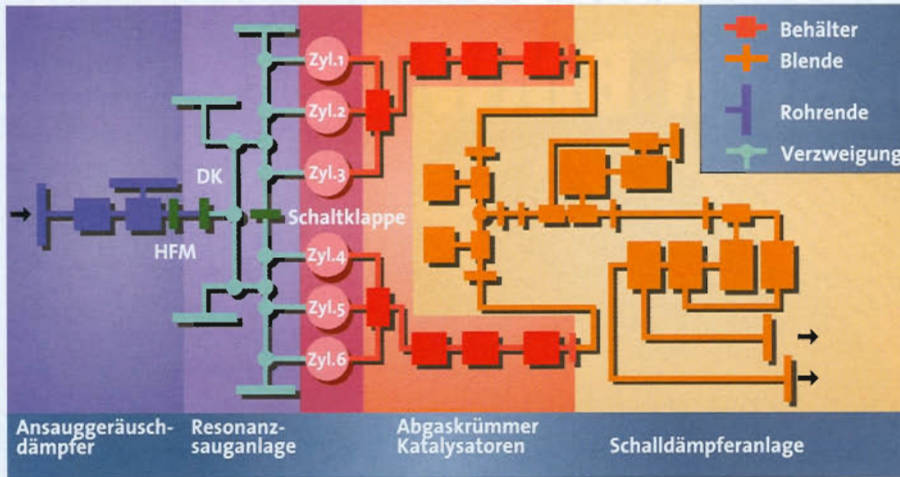 Behälter
Blende
Rohrende
Verzweigung
Zyl.1
Zyl.2
Zyl.3
DK
Schaltklappe
HFM
Zyl.4
Zyl.5
Zyl.6
Ansauggeräusch-
dämpfer
Resonanz-
sauganlage
Abgaskrümmer
Katalysatoren
Schalldämpferanlage